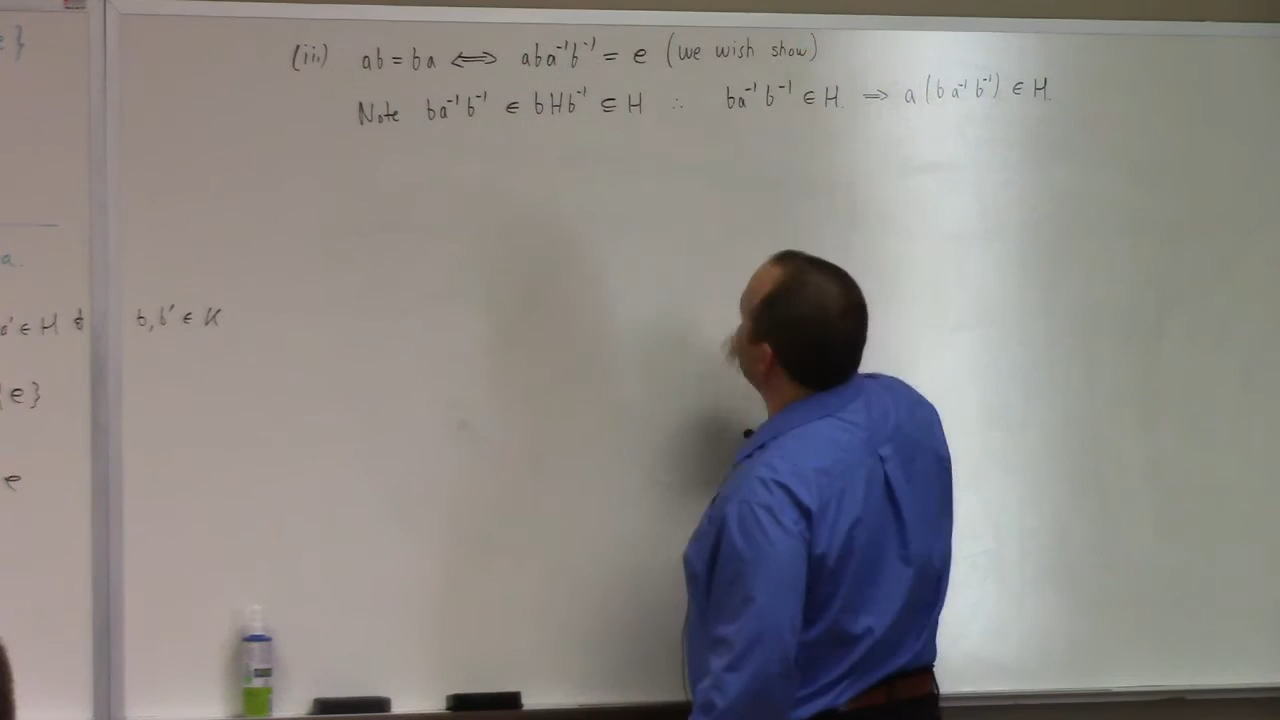 e}
(iii) ab = ba ⟺ aba⁻¹b⁻¹ = e (we wish show)
Note ba⁻¹b⁻¹ ∈ bHb⁻¹ ⊆ H ∴ ba⁻¹b⁻¹ ∈ H. ⟹ a(ba⁻¹b⁻¹) ∈ H.
a.
a' ∈ H & b, b' ∈ K
{e}
e